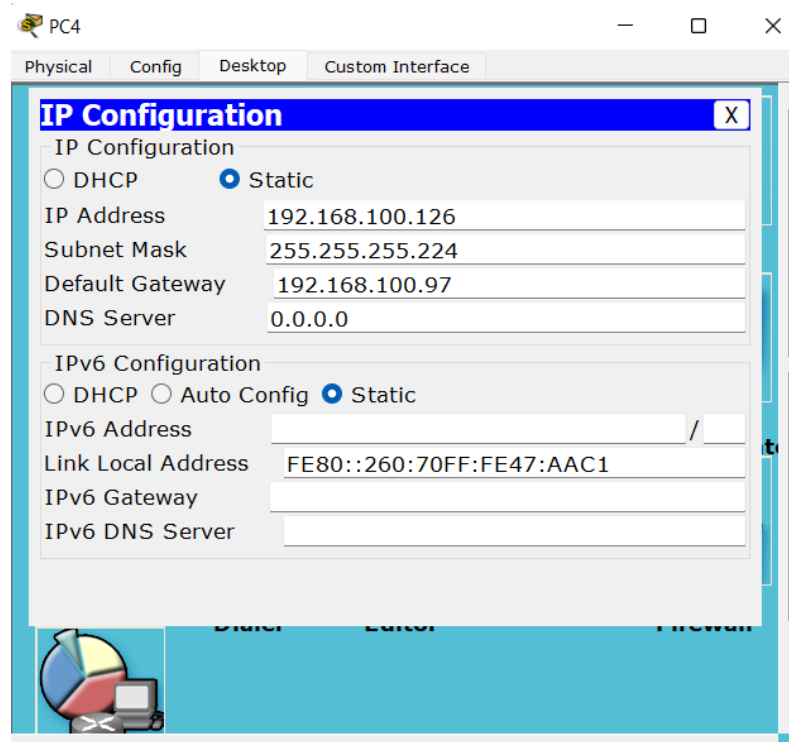 PC4
Physical Config Desktop Custom Interface
IP Configuration X
IP Configuration
DHCP Static
IP Address 192.168.100.126
Subnet Mask 255.255.255.224
Default Gateway 192.168.100.97
DNS Server 0.0.0.0
IPv6 Configuration
DHCP Auto Config Static
IPv6 Address /
Link Local Address FE80::260:70FF:FE47:AAC1
IPv6 Gateway
IPv6 DNS Server
Dialer Editor Firewall